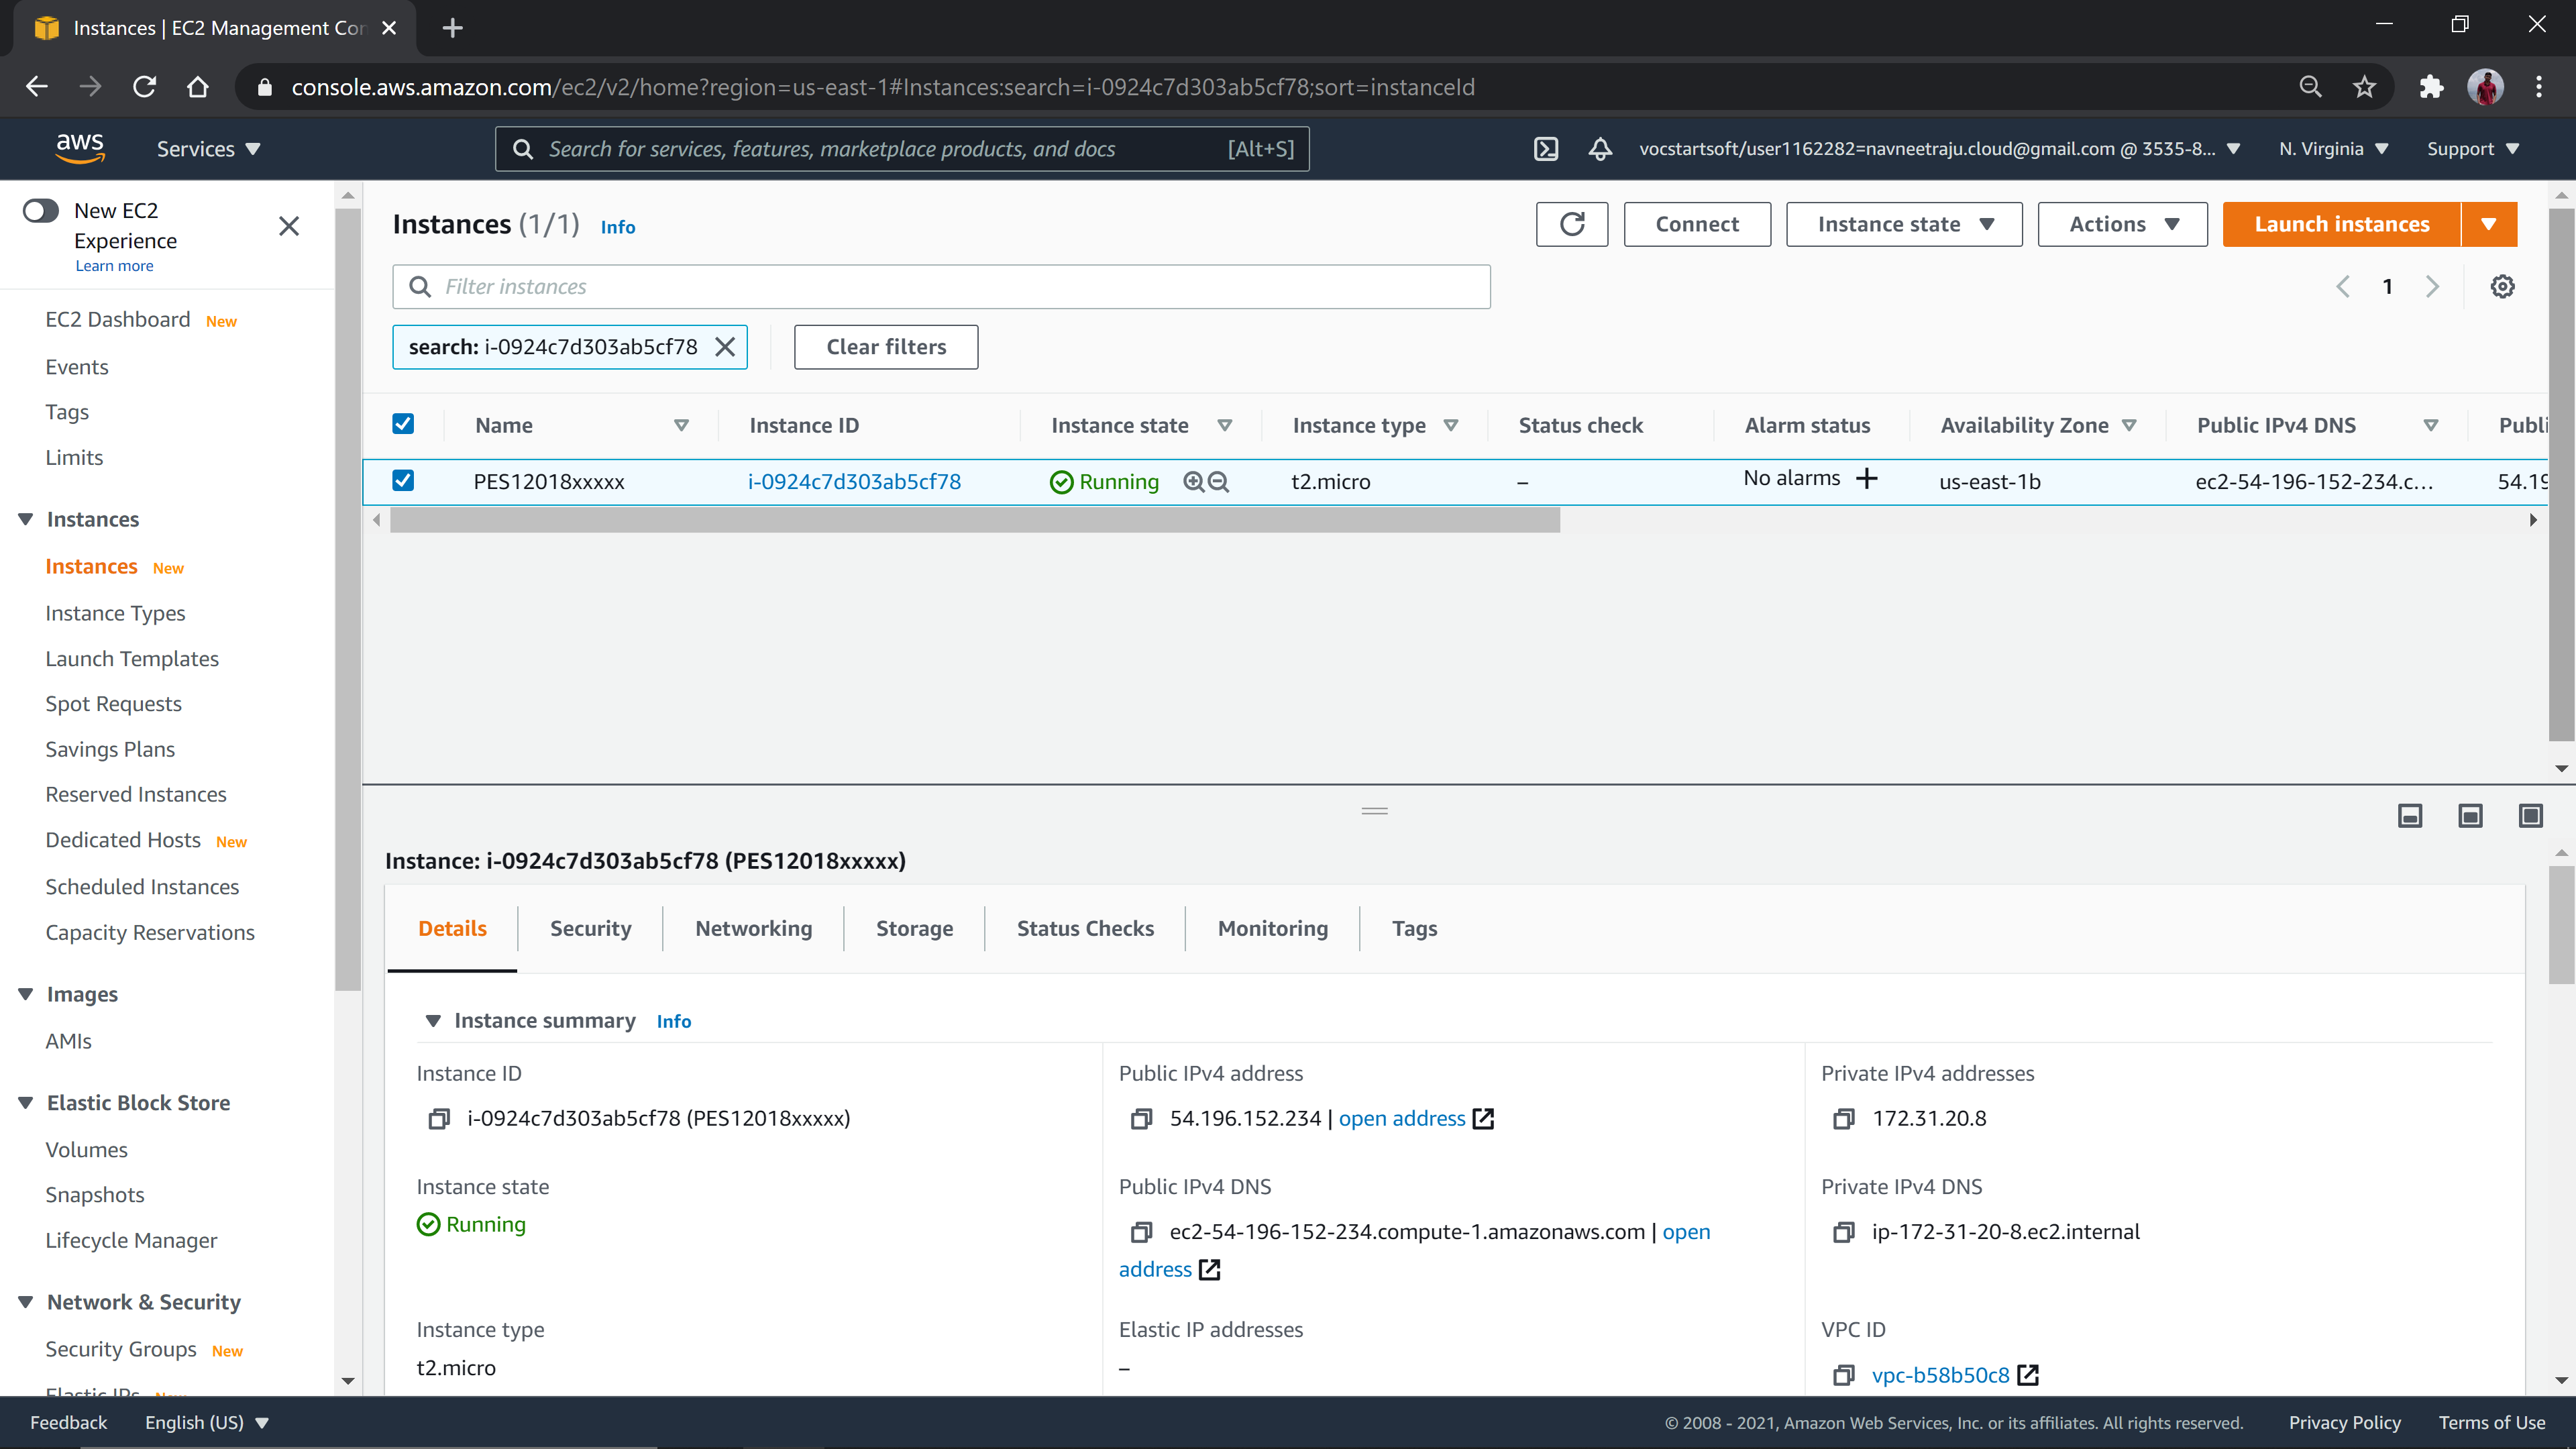 Instances | EC2 Management Con
console.aws.amazon.com/ec2/v2/home?region=us-east-1#Instances:search=i-0924c7d303ab5cf78;sort=instanceId
aws Services Search for services, features, marketplace products, and docs [Alt+S] vocstartsoft/user1162282=navneetraju.cloud@gmail.com @ 3535-8... N. Virginia Support
New EC2 Experience
Learn more
EC2 Dashboard New
Events
Tags
Limits
Instances
Instances New
Instance Types
Launch Templates
Spot Requests
Savings Plans
Reserved Instances
Dedicated Hosts New
Scheduled Instances
Capacity Reservations
Images
AMIs
Elastic Block Store
Volumes
Snapshots
Lifecycle Manager
Network & Security
Security Groups New
Elastic IPs New
Instances (1/1) Info Connect Instance state Actions Launch instances
Filter instances 1
search: i-0924c7d303ab5cf78 Clear filters
Name Instance ID Instance state Instance type Status check Alarm status Availability Zone Public IPv4 DNS Publi
PES12018xxxxx i-0924c7d303ab5cf78 Running t2.micro – No alarms + us-east-1b ec2-54-196-152-234.c... 54.19
Instance: i-0924c7d303ab5cf78 (PES12018xxxxx)
Details Security Networking Storage Status Checks Monitoring Tags
Instance summary Info
Instance ID
i-0924c7d303ab5cf78 (PES12018xxxxx)
Public IPv4 address
54.196.152.234 | open address
Private IPv4 addresses
172.31.20.8
Instance state
Running
Public IPv4 DNS
ec2-54-196-152-234.compute-1.amazonaws.com | open
address
Private IPv4 DNS
ip-172-31-20-8.ec2.internal
Instance type
t2.micro
Elastic IP addresses
–
VPC ID
vpc-b58b50c8
Feedback English (US) © 2008 - 2021, Amazon Web Services, Inc. or its affiliates. All rights reserved. Privacy Policy Terms of Use